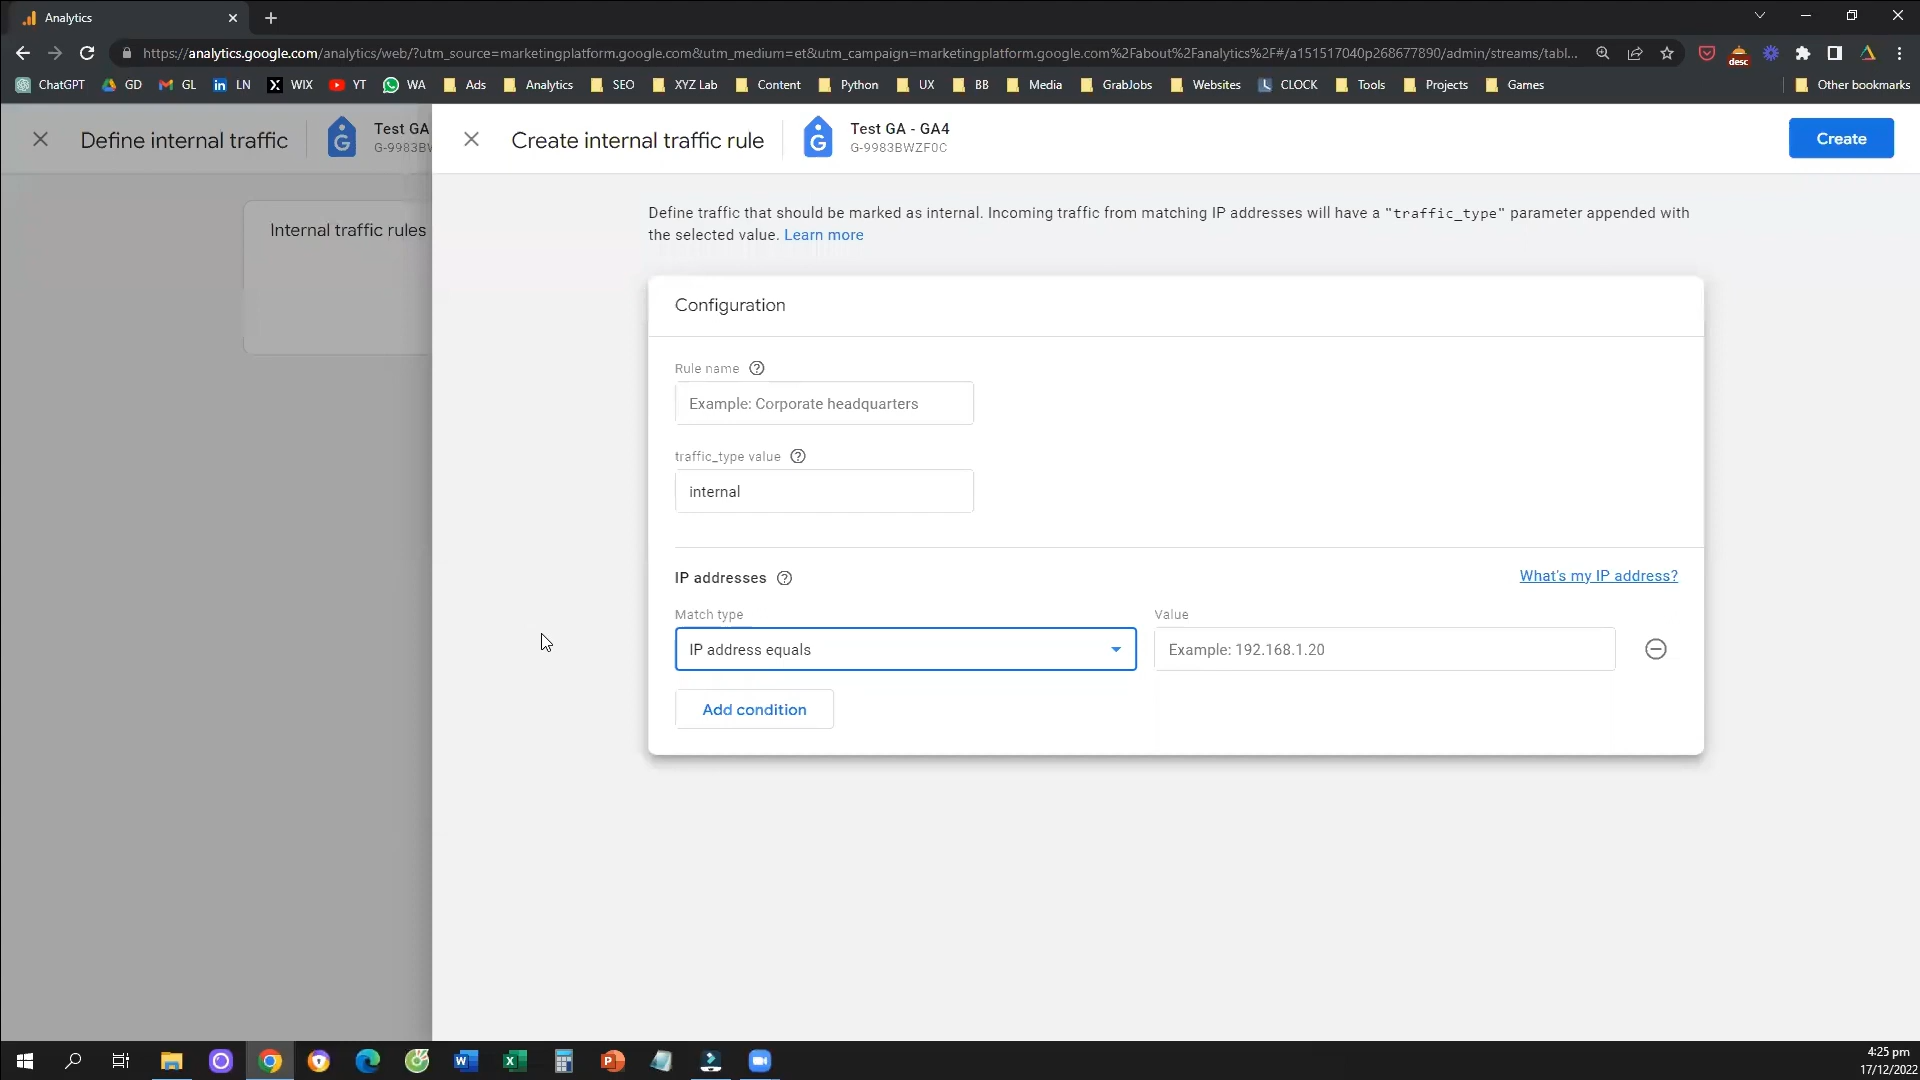 Analytics
https://analytics.google.com/analytics/web/?utm_source=marketingplatform.google.com&utm_medium=et&utm_campaign=marketingplatform.google.com%2Fabout%2Fanalytics%2F#/a151517040p268677890/admin/streams/tabl...
desc
ChatGPT GD GL LN WIX YT WA Ads Analytics SEO XYZ Lab Content Python UX BB Media GrabJobs Websites CLOCK Tools Projects Games Other bookmarks
Define internal traffic
Test GA
G-9983BW
Internal traffic rules
Create internal traffic rule
Test GA - GA4
G-9983BWZF0C
Create
Define traffic that should be marked as internal. Incoming traffic from matching IP addresses will have a "traffic_type" parameter appended with
the selected value. Learn more
Configuration
Rule name
Example: Corporate headquarters
traffic_type value
internal
IP addresses
What's my IP address?
Match type
Value
IP address equals
Example: 192.168.1.20
Add condition
4:25 pm
17/12/2022